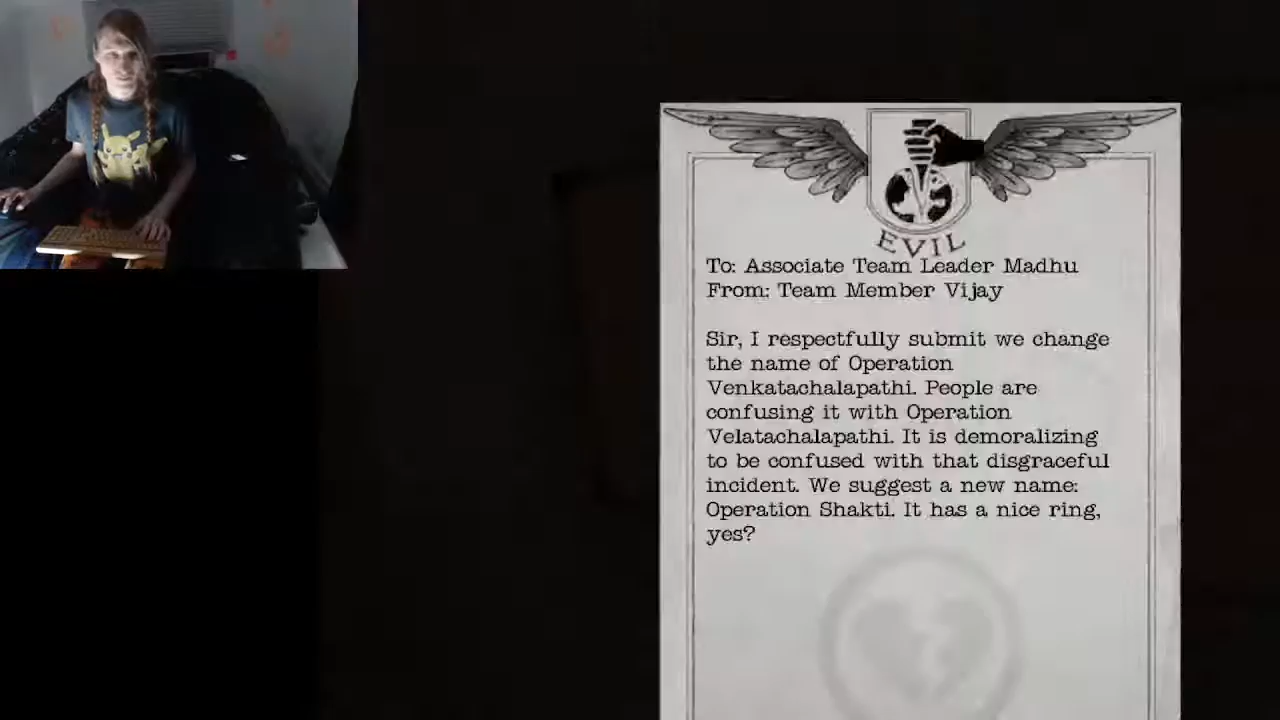 EVIL
To: Associate Team Leader Madhu
From: Team Member Vijay
Sir, I respectfully submit we change
the name of Operation
Venkatachalapathi. People are
confusing it with Operation
Velatachalapathi. It is demoralizing
to be confused with that disgraceful
incident. We suggest a new name:
Operation Shakti. It has a nice ring,
yes?